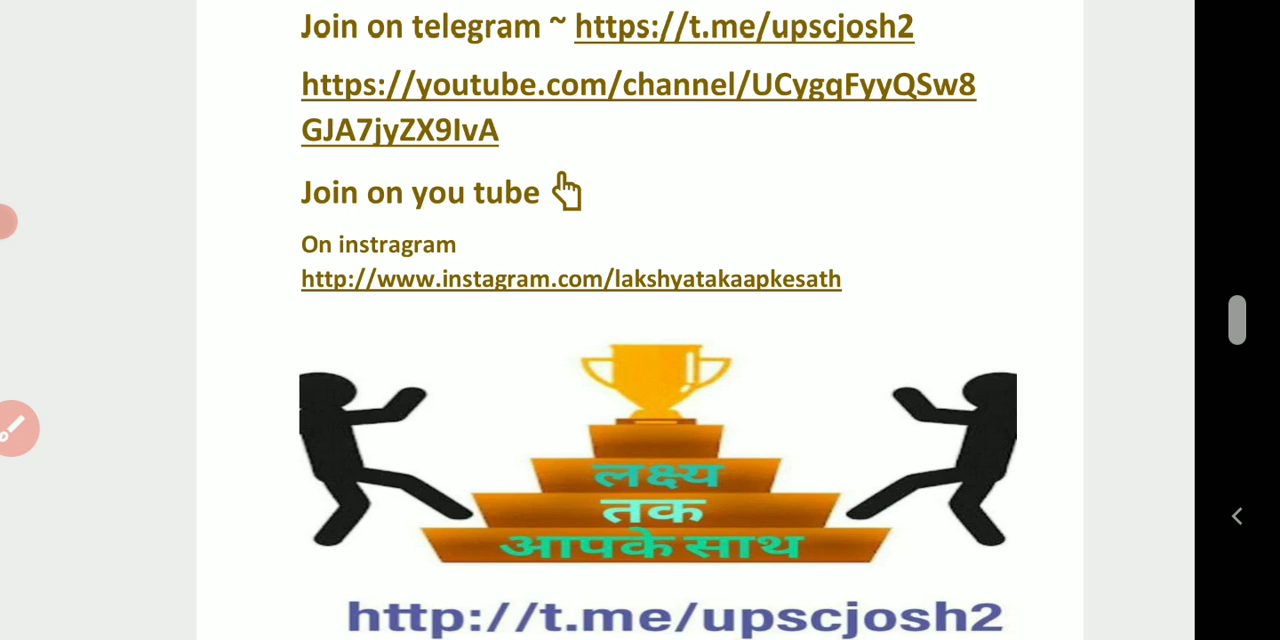 Join on telegram ~ https://t.me/upscjosh2
https://youtube.com/channel/UCygqFyyQSw8
GJA7jyZX9IvA
Join on you tube
On instragram
http://www.instagram.com/lakshyatakaapkesath
लक्ष्य
तक
आपके साथ
http://t.me/upscjosh2